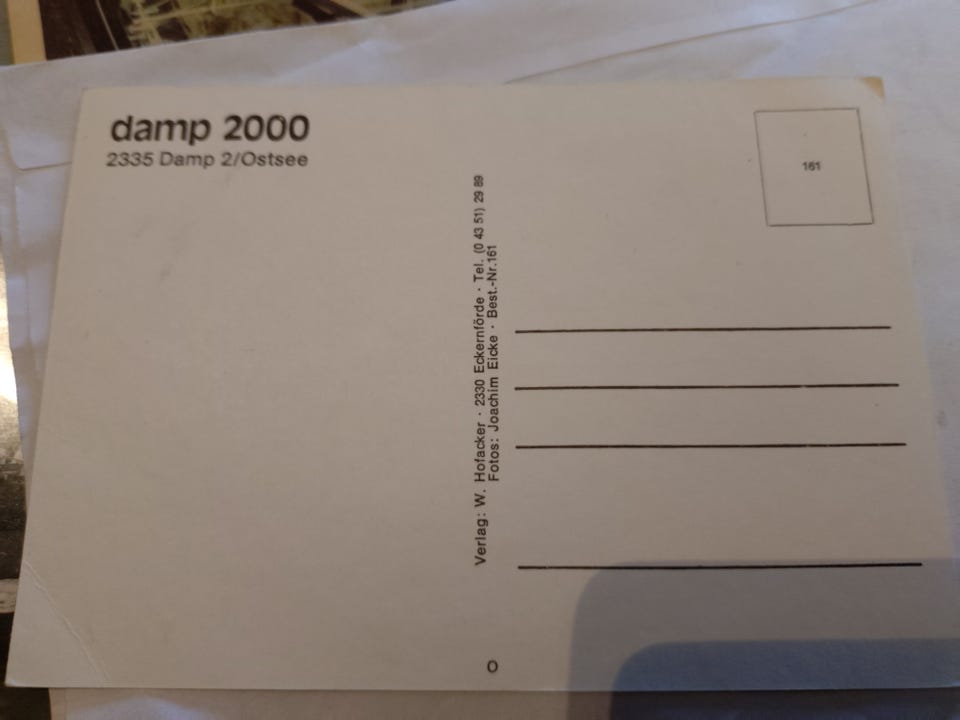 damp 2000
2335 Damp 2/Ostsee
161
Verlag: W. Hofacker · 2330 Eckernförde · Tel. (0 43 51) 29 89
Fotos: Joachim Eicke · Best.-Nr.161
O